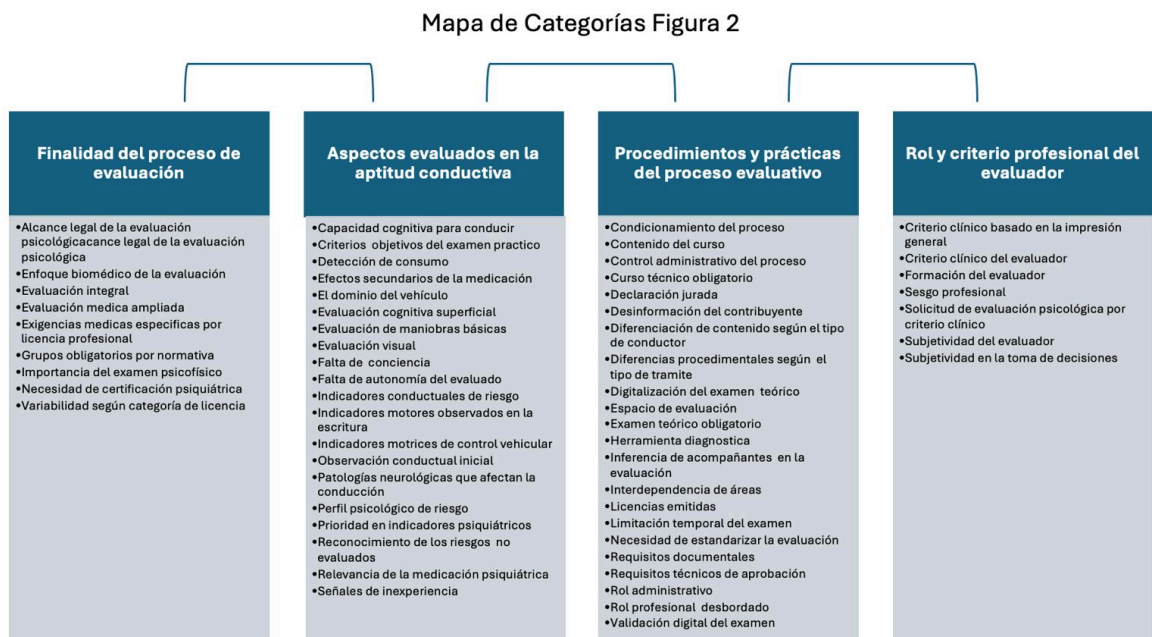 Mapa de Categorías Figura 2
Finalidad del proceso de
evaluación
•Alcance legal de la evaluación
psicológicacance legal de la evaluación
psicológica
•Enfoque biomédico de la evaluación
•Evaluación integral
•Evaluación medica ampliada
•Exigencias medicas especificas por
licencia profesional
•Grupos obligatorios por normativa
•Importancia del examen psicofísico
•Necesidad de certificación psiquiátrica
•Variabilidad según categoría de licencia
Aspectos evaluados en la
aptitud conductiva
•Capacidad cognitiva para conducir
•Criterios objetivos del examen practico
•Detección de consumo
•Efectos secundarios de la medicación
•El dominio del vehículo
•Evaluación cognitiva superficial
•Evaluación de maniobras básicas
•Evaluación visual
•Falta de conciencia
•Falta de autonomía del evaluado
•Indicadores conductuales de riesgo
•Indicadores motores observados en la
escritura
•Indicadores motrices de control vehicular
•Observación conductual inicial
•Patologías neurológicas que afectan la
conducción
•Perfil psicológico de riesgo
•Prioridad en indicadores psiquiátricos
•Reconocimiento de los riesgos no
evaluados
•Relevancia de la medicación psiquiátrica
•Señales de inexperiencia
Procedimientos y prácticas
del proceso evaluativo
•Condicionamiento del proceso
•Contenido del curso
•Control administrativo del proceso
•Curso técnico obligatorio
•Declaración jurada
•Desinformación del contribuyente
•Diferenciación de contenido según el tipo
de conductor
•Diferencias procedimentales según el
tipo de tramite
•Digitalización del examen teórico
•Espacio de evaluación
•Examen teórico obligatorio
•Herramienta diagnostica
•Inferencia de acompañantes en la
evaluación
•Interdependencia de áreas
•Licencias emitidas
•Limitación temporal del examen
•Necesidad de estandarizar la evaluación
•Requisitos documentales
•Requisitos técnicos de aprobación
•Rol administrativo
•Rol profesional desbordado
•Validación digital del examen
Rol y criterio profesional del
evaluador
•Criterio clínico basado en la impresión
general
•Criterio clínico del evaluador
•Formación del evaluador
•Sesgo profesional
•Solicitud de evaluación psicológica por
criterio clínico
•Subjetividad del evaluador
•Subjetividad en la toma de decisiones